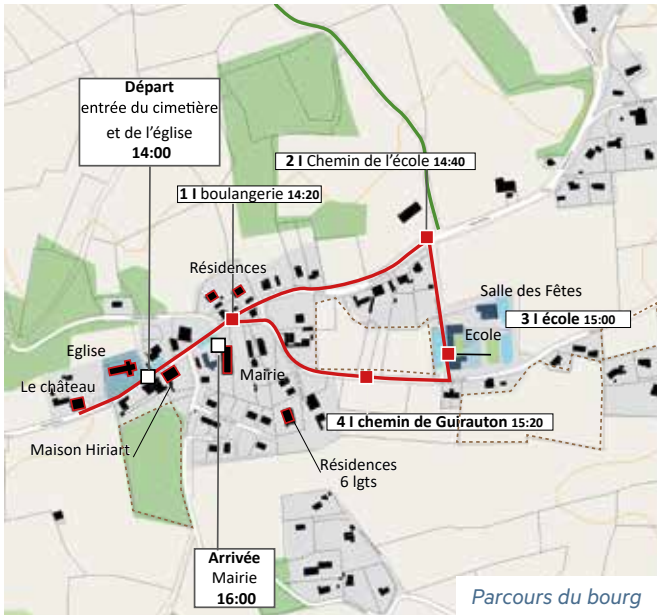 Départ
entrée du cimetière
et de l'église
14:00
2 I Chemin de l'école 14:40
1 I boulangerie 14:20
Résidences
Salle des Fêtes
3 I école 15:00
Ecole
Eglise
Le château
Mairie
4 I chemin de Guirauton 15:20
Maison Hiriart
Résidences
6 lgts
Arrivée
Mairie
16:00
Parcours du bourg